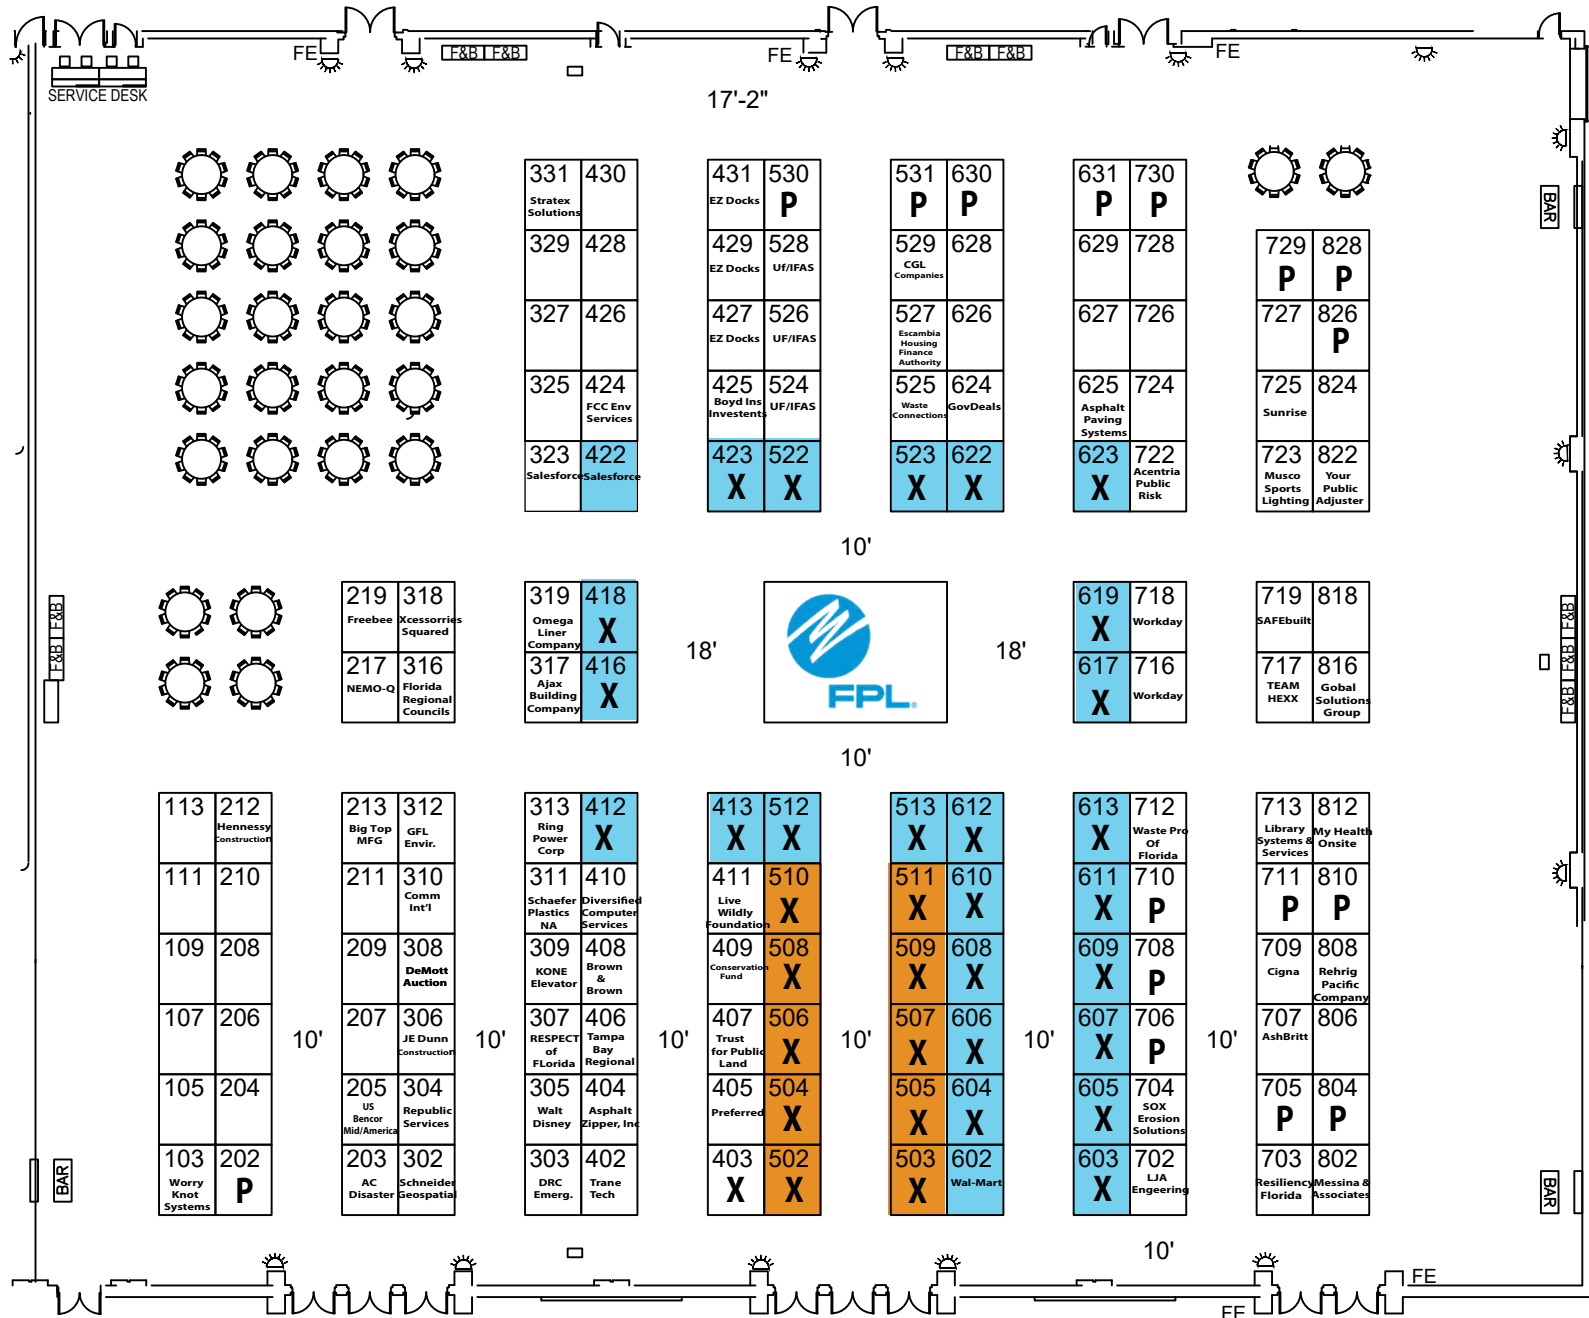 FE
F&B F&B
FE
F&B F&B
FE
SERVICE DESK
17'-2"
331 430 431 530 531 630 631 730
Stratex
Solutions
EZ Docks
P P P P P
BAR
329 428 429 528 529 628 629 728 729 828
EZ Docks
Uf/IFAS
CGL
Companies
P P
327 426 427 526 527 626 627 726 727 826
EZ Docks
UF/IFAS
Escambia
Housing
Finance
Authority
P
325 424 425 524 525 624 625 724 725 824
FCC Env
Services
Boyd Ins
Investents
UF/IFAS
Waste
Connections
GovDeals
Asphalt
Paving
Systems
Sunrise
323 422 423 522 523 622 623 722 723 822
Salesforce
Salesforce
X X X X X
Acentria
Public
Risk
Musco
Sports
Lighting
Your
Public
Adjuster
10'
219 318 319 418 619 718 719 818
Freebee
Xcessorries
Squared
Omega
Liner
Company
X X
Workday
SAFEbuilt
F&B F&B
18'
18'
F&B F&B F&B
217 316 317 416 617 716 717 816
NEMO-Q
Florida
Regional
Councils
Ajax
Building
Company
X X
Workday
TEAM
HEXX
Gobal
Solutions
Group
FPL.
10'
113 212 213 312 313 412 413 512 513 612 613 712 713 812
Hennessy
Construction
Big Top
MFG
GFL
Envir.
Ring
Power
Corp
X X X X X X
Waste Pro
Of
Florida
Library
Systems &
Services
My Health
Onsite
111 210 211 310 311 410 411 510 511 610 611 710 711 810
Comm
Int'l
Schaefer
Plastics
NA
Diversified
Computer
Services
Live
Wildly
Foundation
X X X X P P P
109 208 209 308 309 408 409 508 509 608 609 708 709 808
DeMott
Auction
KONE
Elevator
Brown
&
Brown
Conservation
Fund
X X X X P
Cigna
Rehrig
Pacific
Company
107 206 207 306 307 406 407 506 507 606 607 706 707 806
10' 10' 10' 10' 10' 10'
JE Dunn
Construction
RESPECT
of
FLorida
Tampa
Bay
Regional
Trust
for Public
Land
X X X X P
AshBritt
105 204 205 304 305 404 405 504 505 604 605 704 705 804
US
Bencor
Mid/America
Republic
Services
Walt
Disney
Asphalt
Zipper, Inc
Preferred
X X X X
SOX
Erosion
Solutions
P P
103 202 203 302 303 402 403 502 503 602 603 702 703 802
Worry
Knot
Systems
P
AC
Disaster
Schneider
Geospatial
DRC
Emerg.
Trane
Tech
X X X
Wal-Mart
X
LJA
Engeering
Resiliency
Florida
Messina &
Associates
BAR
BAR
10'
FE
FE